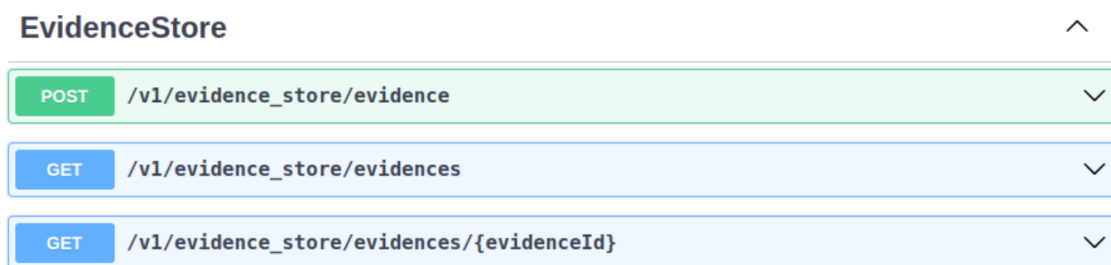 EvidenceStore
POST /v1/evidence_store/evidence
GET /v1/evidence_store/evidences
GET /v1/evidence_store/evidences/{evidenceId}